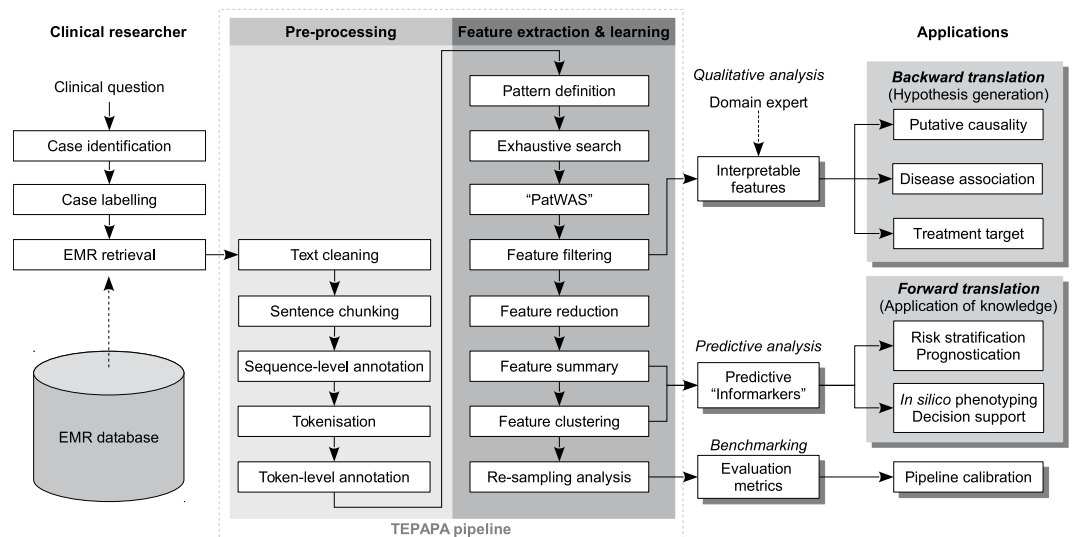 Clinical researcher
Clinical question
Case identification
Case labelling
EMR retrieval
EMR database
Pre-processing
Text cleaning
Sentence chunking
Sequence-level annotation
Tokenisation
Token-level annotation
Feature extraction & learning
Pattern definition
Exhaustive search
“PatWAS”
Feature filtering
Feature reduction
Feature summary
Feature clustering
Re-sampling analysis
TEPAPA pipeline
Qualitative analysis
Domain expert
Interpretable
features
Predictive analysis
Predictive
“Informarkers”
Benchmarking
Evaluation
metrics
Applications
Backward translation
(Hypothesis generation)
Putative causality
Disease association
Treatment target
Forward translation
(Application of knowledge)
Risk stratification
Prognostication
In silico phenotyping
Decision support
Pipeline calibration